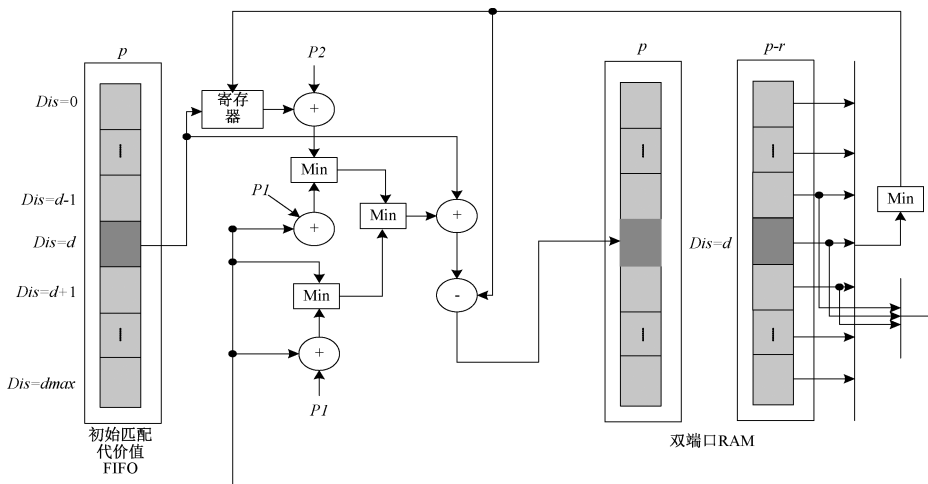 p
Dis=0
Dis=d-1
Dis=d
Dis=d+1
Dis=dmax
初始匹配
代价值
FIFO
寄存
器
P2
+
Min
P1
+
Min
+
-
Min
+
P1
p
p-r
Dis=d
Min
双端口RAM